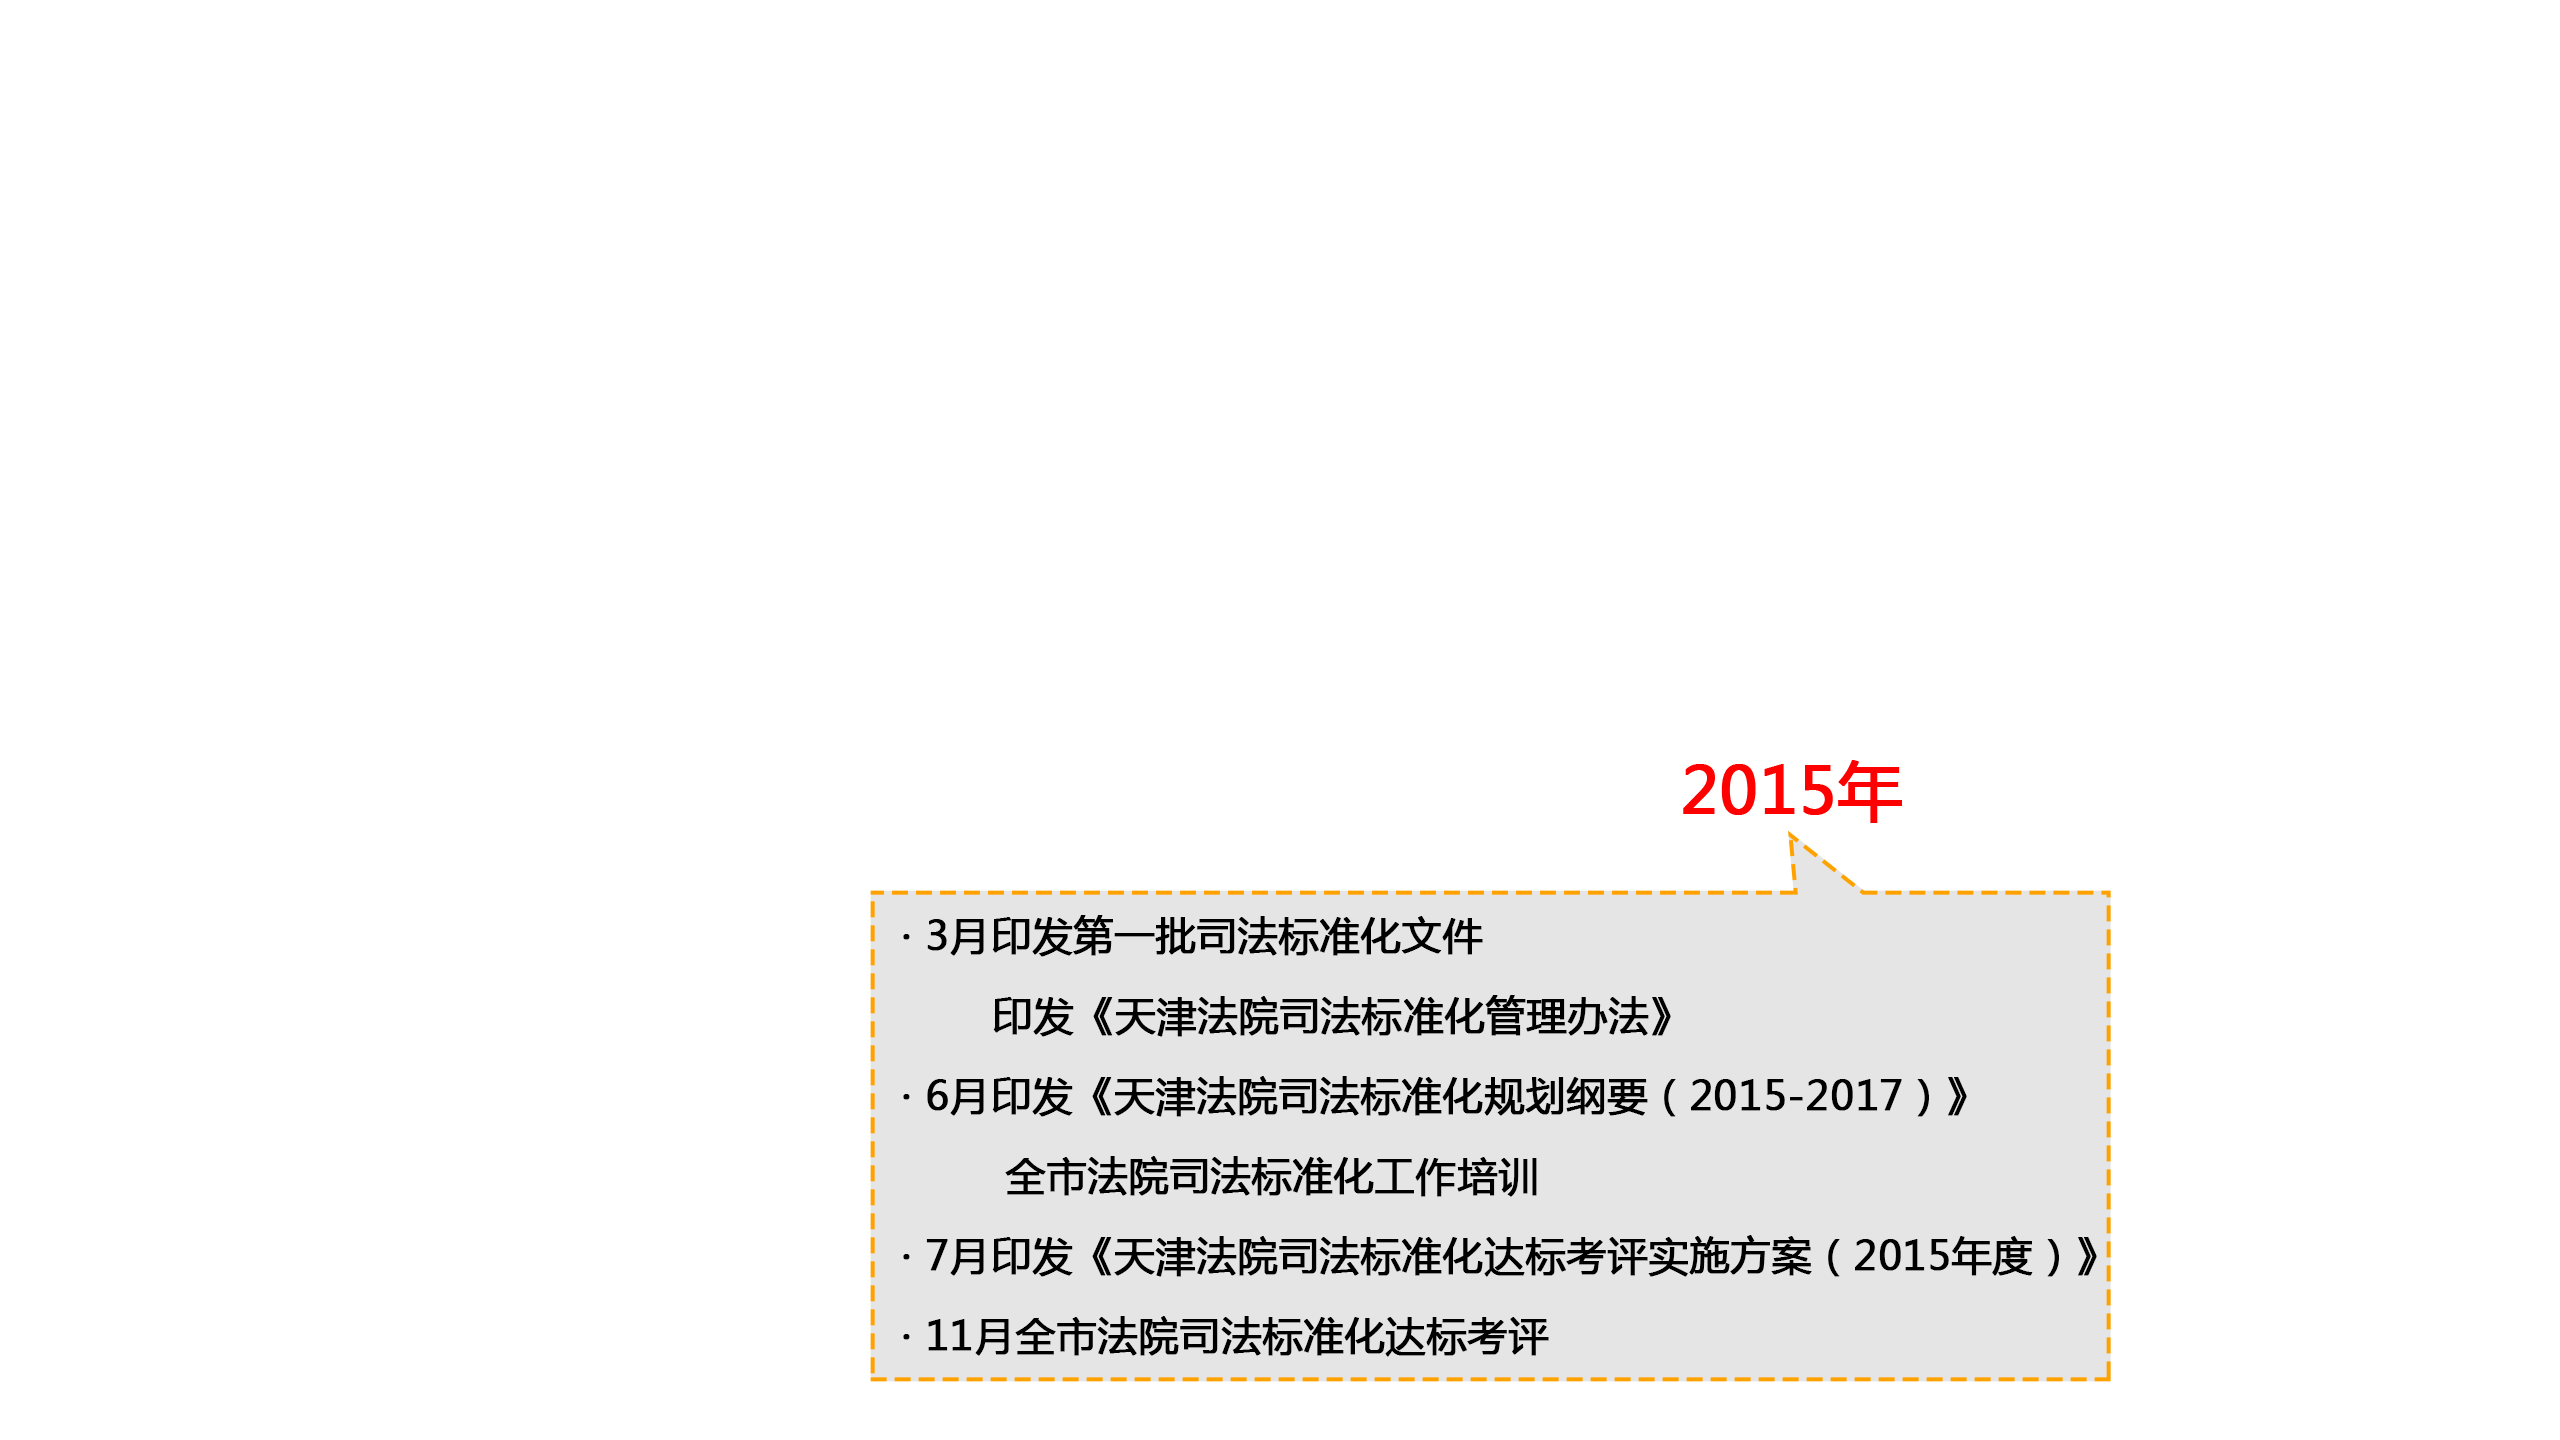 2015年
· 3月印发第一批司法标准化文件
印发《天津法院司法标准化管理办法》
· 6月印发《天津法院司法标准化规划纲要（2015-2017）》
全市法院司法标准化工作培训
· 7月印发《天津法院司法标准化达标考评实施方案（2015年度）》
· 11月全市法院司法标准化达标考评